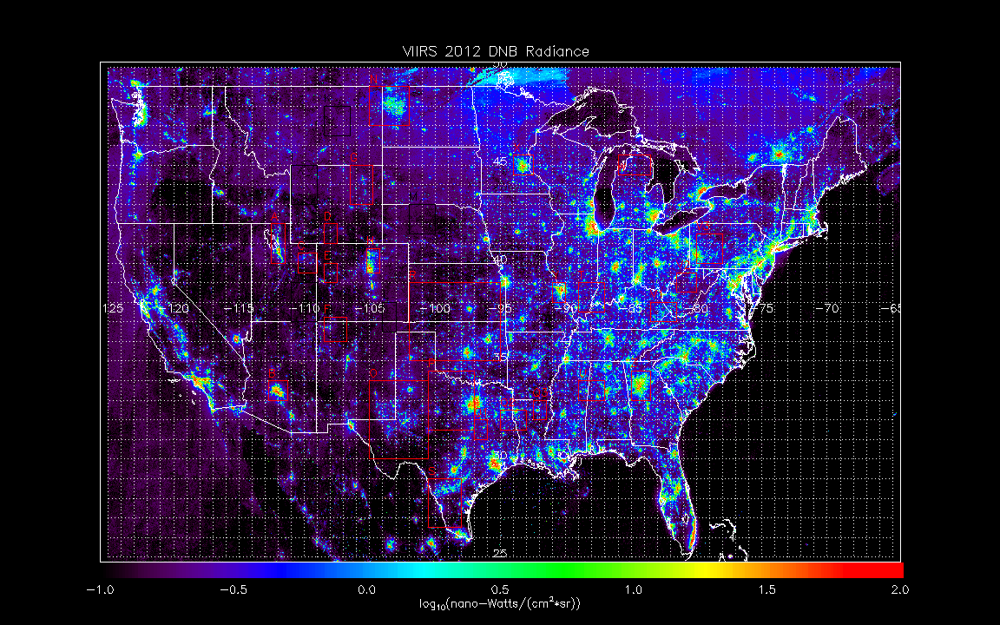 VIIRS 2012 DNB Radiance
50
45
40
-125 -120 -115 -110 -105 -100 -95 -90 -85 -80 -75 -70 -65
35
30
25
A
D
E
G
R
-1.0 -0.5 0.0 0.5 1.0 1.5 2.0
log10(nano-Watts/(cm²*sr))